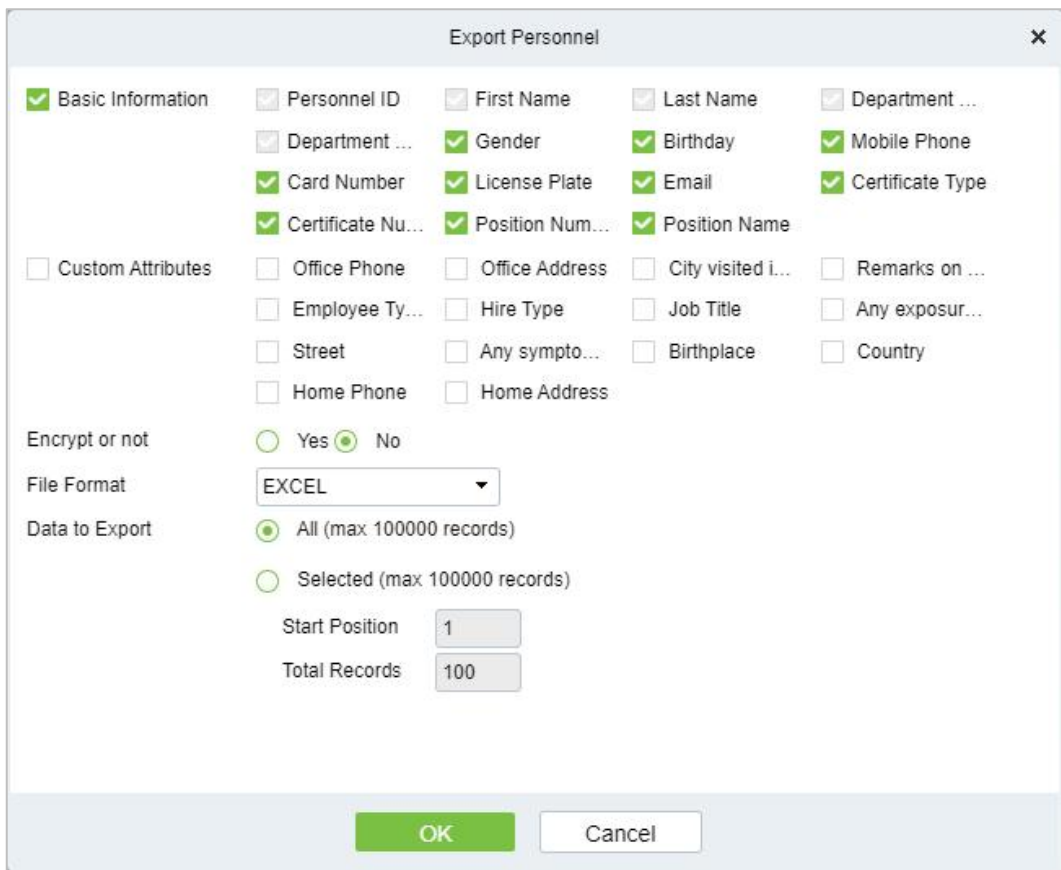 Export Personnel
Basic Information Personnel ID First Name Last Name Department ...
Department ... Gender Birthday Mobile Phone
Card Number License Plate Email Certificate Type
Certificate Nu... Position Num... Position Name
Custom Attributes Office Phone Office Address City visited i... Remarks on ...
Employee Ty... Hire Type Job Title Any exposur...
Street Any sympto... Birthplace Country
Home Phone Home Address
Encrypt or not Yes No
File Format EXCEL
Data to Export All (max 100000 records)
Selected (max 100000 records)
Start Position 1
Total Records 100
OK Cancel